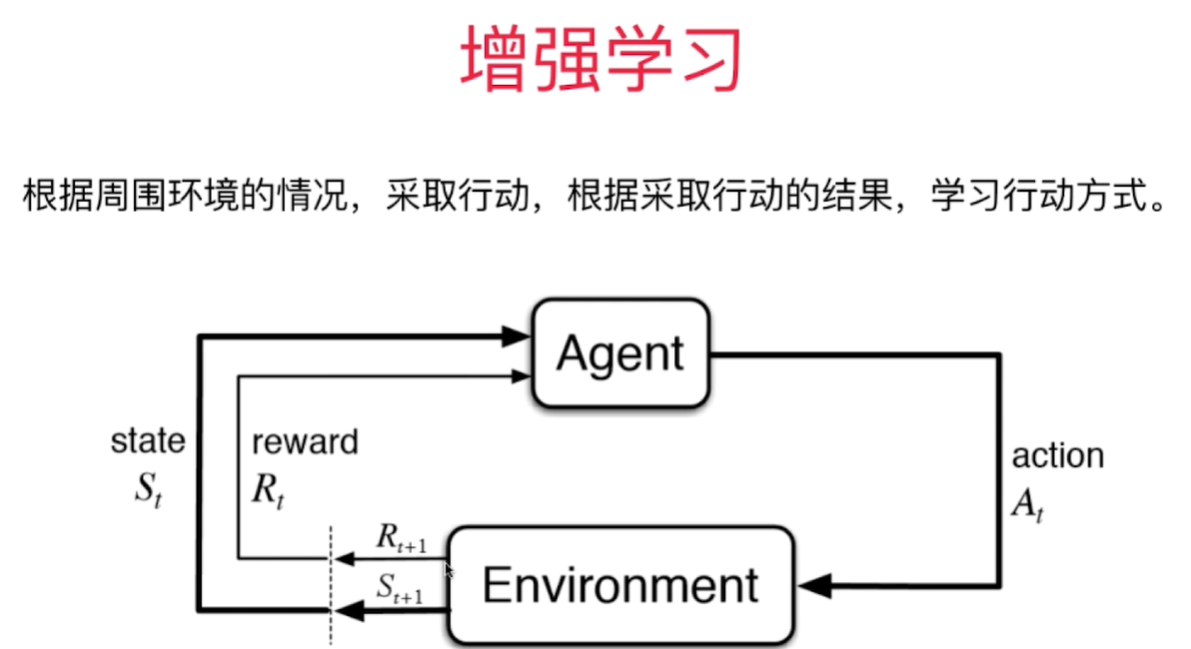 增强学习
根据周围环境的情况，采取行动，根据采取行动的结果，学习行动方式。
Agent
state
reward
action
S_t
R_t
A_t
R_{t+1}
S_{t+1}
Environment